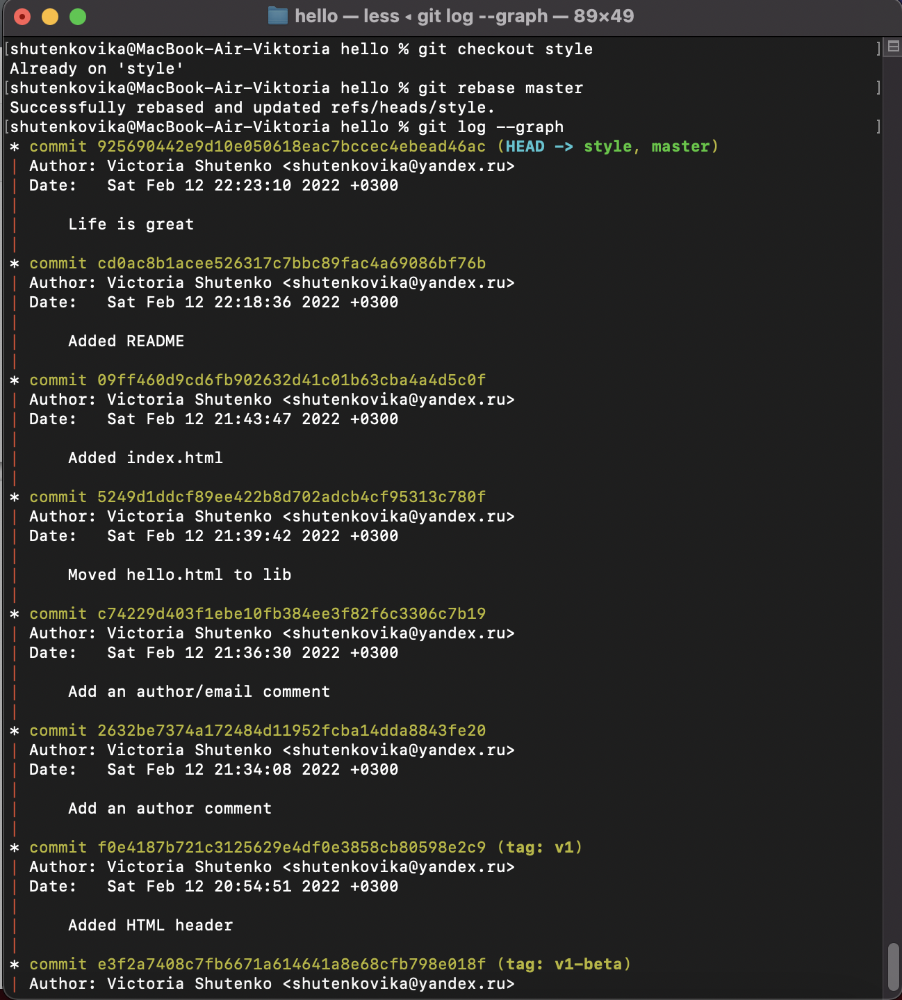 hello — less ◂ git log --graph — 89×49
[shutenkovika@MacBook-Air-Viktoria hello % git checkout style ]
Already on 'style'
[shutenkovika@MacBook-Air-Viktoria hello % git rebase master ]
Successfully rebased and updated refs/heads/style.
[shutenkovika@MacBook-Air-Viktoria hello % git log --graph ]
* commit 925690442e9d10e050618eac7bccec4ebead46ac (HEAD -> style, master)
| Author: Victoria Shutenko <shutenkovika@yandex.ru>
| Date:   Sat Feb 12 22:23:10 2022 +0300
|
|     Life is great
|
* commit cd0ac8b1acee526317c7bbc89fac4a69086bf76b
| Author: Victoria Shutenko <shutenkovika@yandex.ru>
| Date:   Sat Feb 12 22:18:36 2022 +0300
|
|     Added README
|
* commit 09ff460d9cd6fb902632d41c01b63cba4a4d5c0f
| Author: Victoria Shutenko <shutenkovika@yandex.ru>
| Date:   Sat Feb 12 21:43:47 2022 +0300
|
|     Added index.html
|
* commit 5249d1ddcf89ee422b8d702adcb4cf95313c780f
| Author: Victoria Shutenko <shutenkovika@yandex.ru>
| Date:   Sat Feb 12 21:39:42 2022 +0300
|
|     Moved hello.html to lib
|
* commit c74229d403f1ebe10fb384ee3f82f6c3306c7b19
| Author: Victoria Shutenko <shutenkovika@yandex.ru>
| Date:   Sat Feb 12 21:36:30 2022 +0300
|
|     Add an author/email comment
|
* commit 2632be7374a172484d11952fcba14dda8843fe20
| Author: Victoria Shutenko <shutenkovika@yandex.ru>
| Date:   Sat Feb 12 21:34:08 2022 +0300
|
|     Add an author comment
|
* commit f0e4187b721c3125629e4df0e3858cb80598e2c9 (tag: v1)
| Author: Victoria Shutenko <shutenkovika@yandex.ru>
| Date:   Sat Feb 12 20:54:51 2022 +0300
|
|     Added HTML header
|
* commit e3f2a7408c7fb6671a614641a8e68cfb798e018f (tag: v1-beta)
| Author: Victoria Shutenko <shutenkovika@yandex.ru>